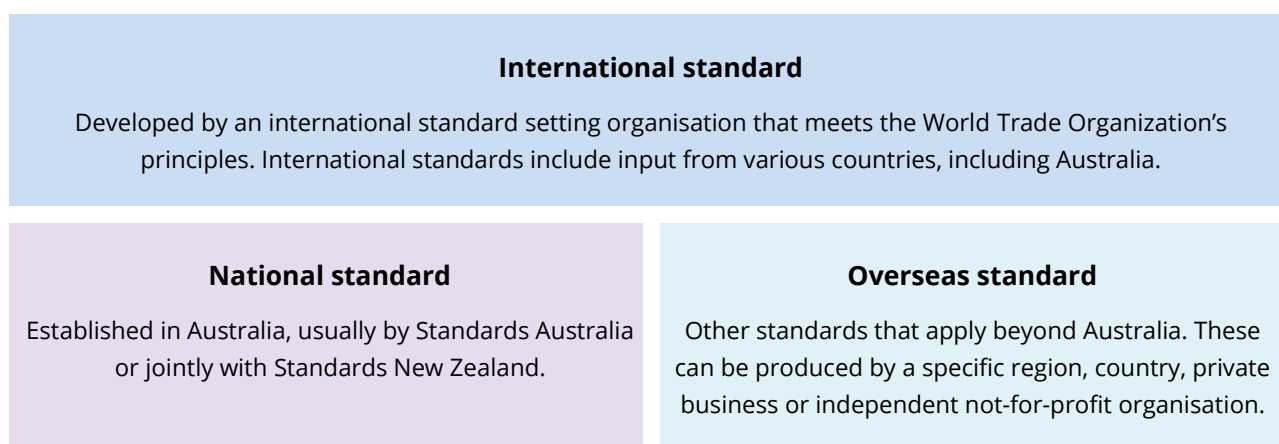 International standard
Developed by an international standard setting organisation that meets the World Trade Organization’s
principles. International standards include input from various countries, including Australia.
National standard
Established in Australia, usually by Standards Australia
or jointly with Standards New Zealand.
Overseas standard
Other standards that apply beyond Australia. These
can be produced by a specific region, country, private
business or independent not-for-profit organisation.